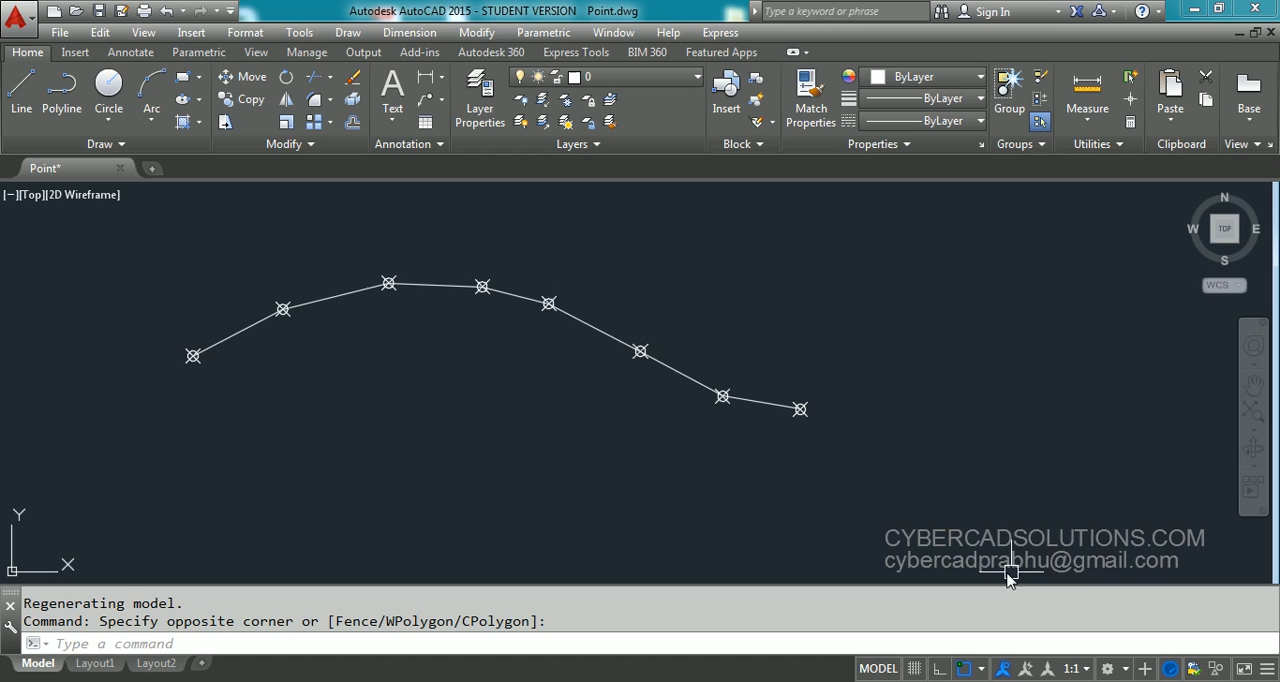 Autodesk AutoCAD 2015 - STUDENT VERSION Point.dwg
Type a keyword or phrase
Sign In
File Edit View Insert Format Tools Draw Dimension Modify Parametric Window Help Express
Home Insert Annotate Parametric View Manage Output Add-ins Autodesk 360 Express Tools BIM 360 Featured Apps
Line Polyline Circle Arc
Move
Copy
Text
Layer Properties
0
Insert
Match Properties
ByLayer
ByLayer
ByLayer
Group
Measure
Paste
Base
Draw Modify Annotation Layers Block Properties Groups Utilities Clipboard View
Point*
[−][Top][2D Wireframe]
N
W TOP E
S
WCS
Y
X
CYBERCADSOLUTIONS.COM
cybercadprabhu@gmail.com
Regenerating model.
Command: Specify opposite corner or [Fence/WPolygon/CPolygon]:
Type a command
Model Layout1 Layout2
MODEL 1:1